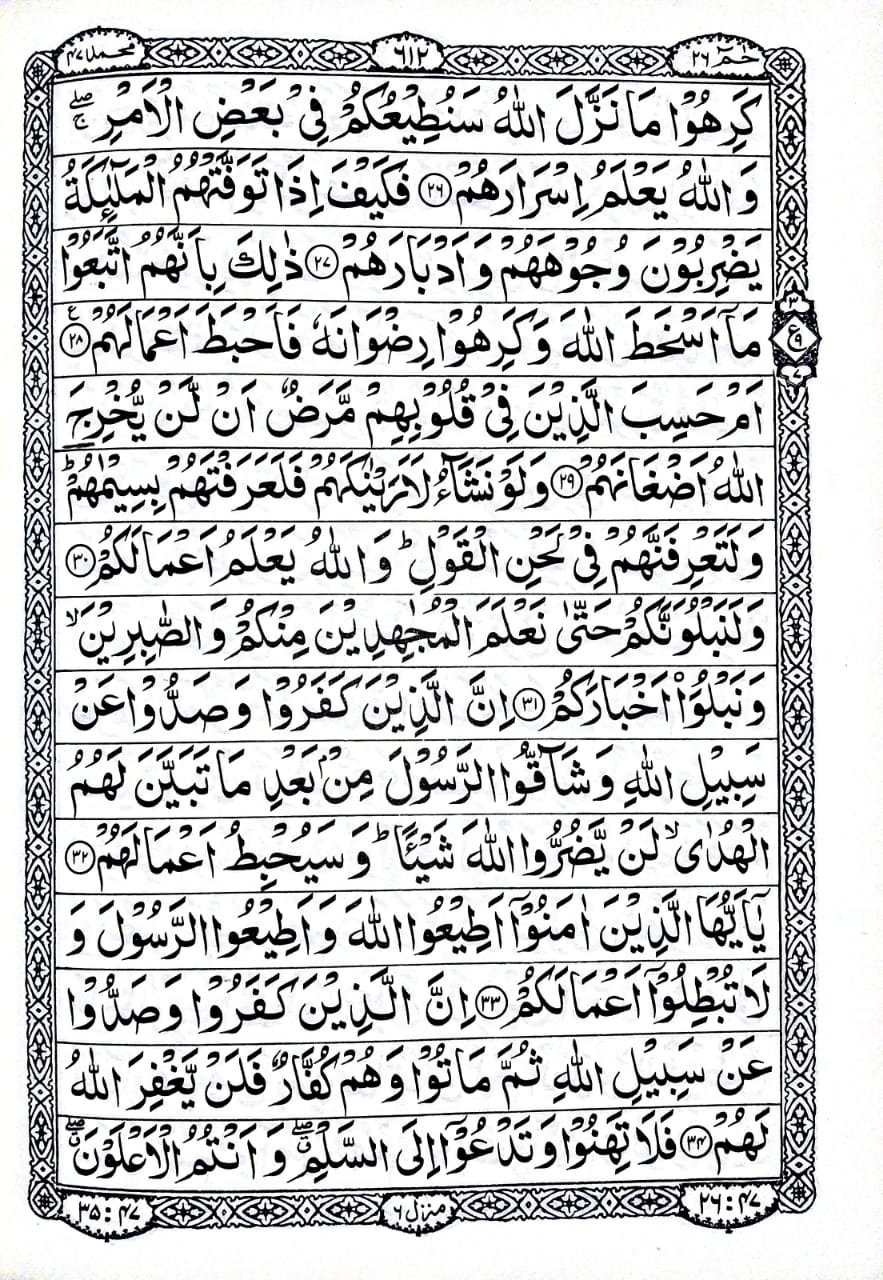 محمد ٤٧
٦١٢
حٰمٓ ٢٦
كَرِهُوْا مَا نَزَّلَ اللّٰهُ سَنُطِيْعُكُمْ فِيْ بَعْضِ الْاَمْرِ ۖۚ
وَاللّٰهُ يَعْلَمُ اِسْرَارَهُمْ ﴿٢٦﴾ فَكَيْفَ اِذَا تَوَفَّتْهُمُ الْمَلٰٓئِكَةُ
يَضْرِبُوْنَ وُجُوْهَهُمْ وَاَدْبَارَهُمْ ﴿٢٧﴾ ذٰلِكَ بِاَنَّهُمُ اتَّبَعُوْا
مَاۤ اَسْخَطَ اللّٰهَ وَكَرِهُوْا رِضْوَانَهٗ فَاَحْبَطَ اَعْمَالَهُمْ ﴿٢٨﴾ ع
٣
ع ٩
٧
اَمْ حَسِبَ الَّذِيْنَ فِيْ قُلُوْبِهِمْ مَّرَضٌ اَنْ لَّنْ يُّخْرِجَ
اللّٰهُ اَضْغَانَهُمْ ﴿٢٩﴾ وَلَوْ نَشَآءُ لَاَرَيْنٰكَهُمْ فَلَعَرَفْتَهُمْ بِسِيْمٰهُمْ ؕ
وَلَتَعْرِفَنَّهُمْ فِيْ لَحْنِ الْقَوْلِ ؕ وَاللّٰهُ يَعْلَمُ اَعْمَالَكُمْ ﴿٣٠﴾
وَلَنَبْلُوَنَّكُمْ حَتّٰى نَعْلَمَ الْمُجٰهِدِيْنَ مِنْكُمْ وَالصّٰبِرِيْنَ ۙ
وَنَبْلُوَا۟ اَخْبَارَكُمْ ﴿٣١﴾ اِنَّ الَّذِيْنَ كَفَرُوْا وَصَدُّوْا عَنْ
سَبِيْلِ اللّٰهِ وَشَآقُّوا الرَّسُوْلَ مِنْۢ بَعْدِ مَا تَبَيَّنَ لَهُمُ
الْهُدٰى ۙ لَنْ يَّضُرُّوا اللّٰهَ شَيْـًٔا ؕ وَسَيُحْبِطُ اَعْمَالَهُمْ ﴿٣٢﴾
يٰۤاَيُّهَا الَّذِيْنَ اٰمَنُوْۤا اَطِيْعُوا اللّٰهَ وَاَطِيْعُوا الرَّسُوْلَ وَ
لَا تُبْطِلُوْۤا اَعْمَالَكُمْ ﴿٣٣﴾ اِنَّ الَّذِيْنَ كَفَرُوْا وَصَدُّوْا
عَنْ سَبِيْلِ اللّٰهِ ثُمَّ مَاتُوْا وَهُمْ كُفَّارٌ فَلَنْ يَّغْفِرَ اللّٰهُ
لَهُمْ ﴿٣٤﴾ فَلَا تَهِنُوْا وَتَدْعُوْۤا اِلَى السَّلْمِ ۖ وَاَنْتُمُ الْاَعْلَوْنَ ۖ
٣٥:٤٧
منزل ٦
٢٦:٤٧